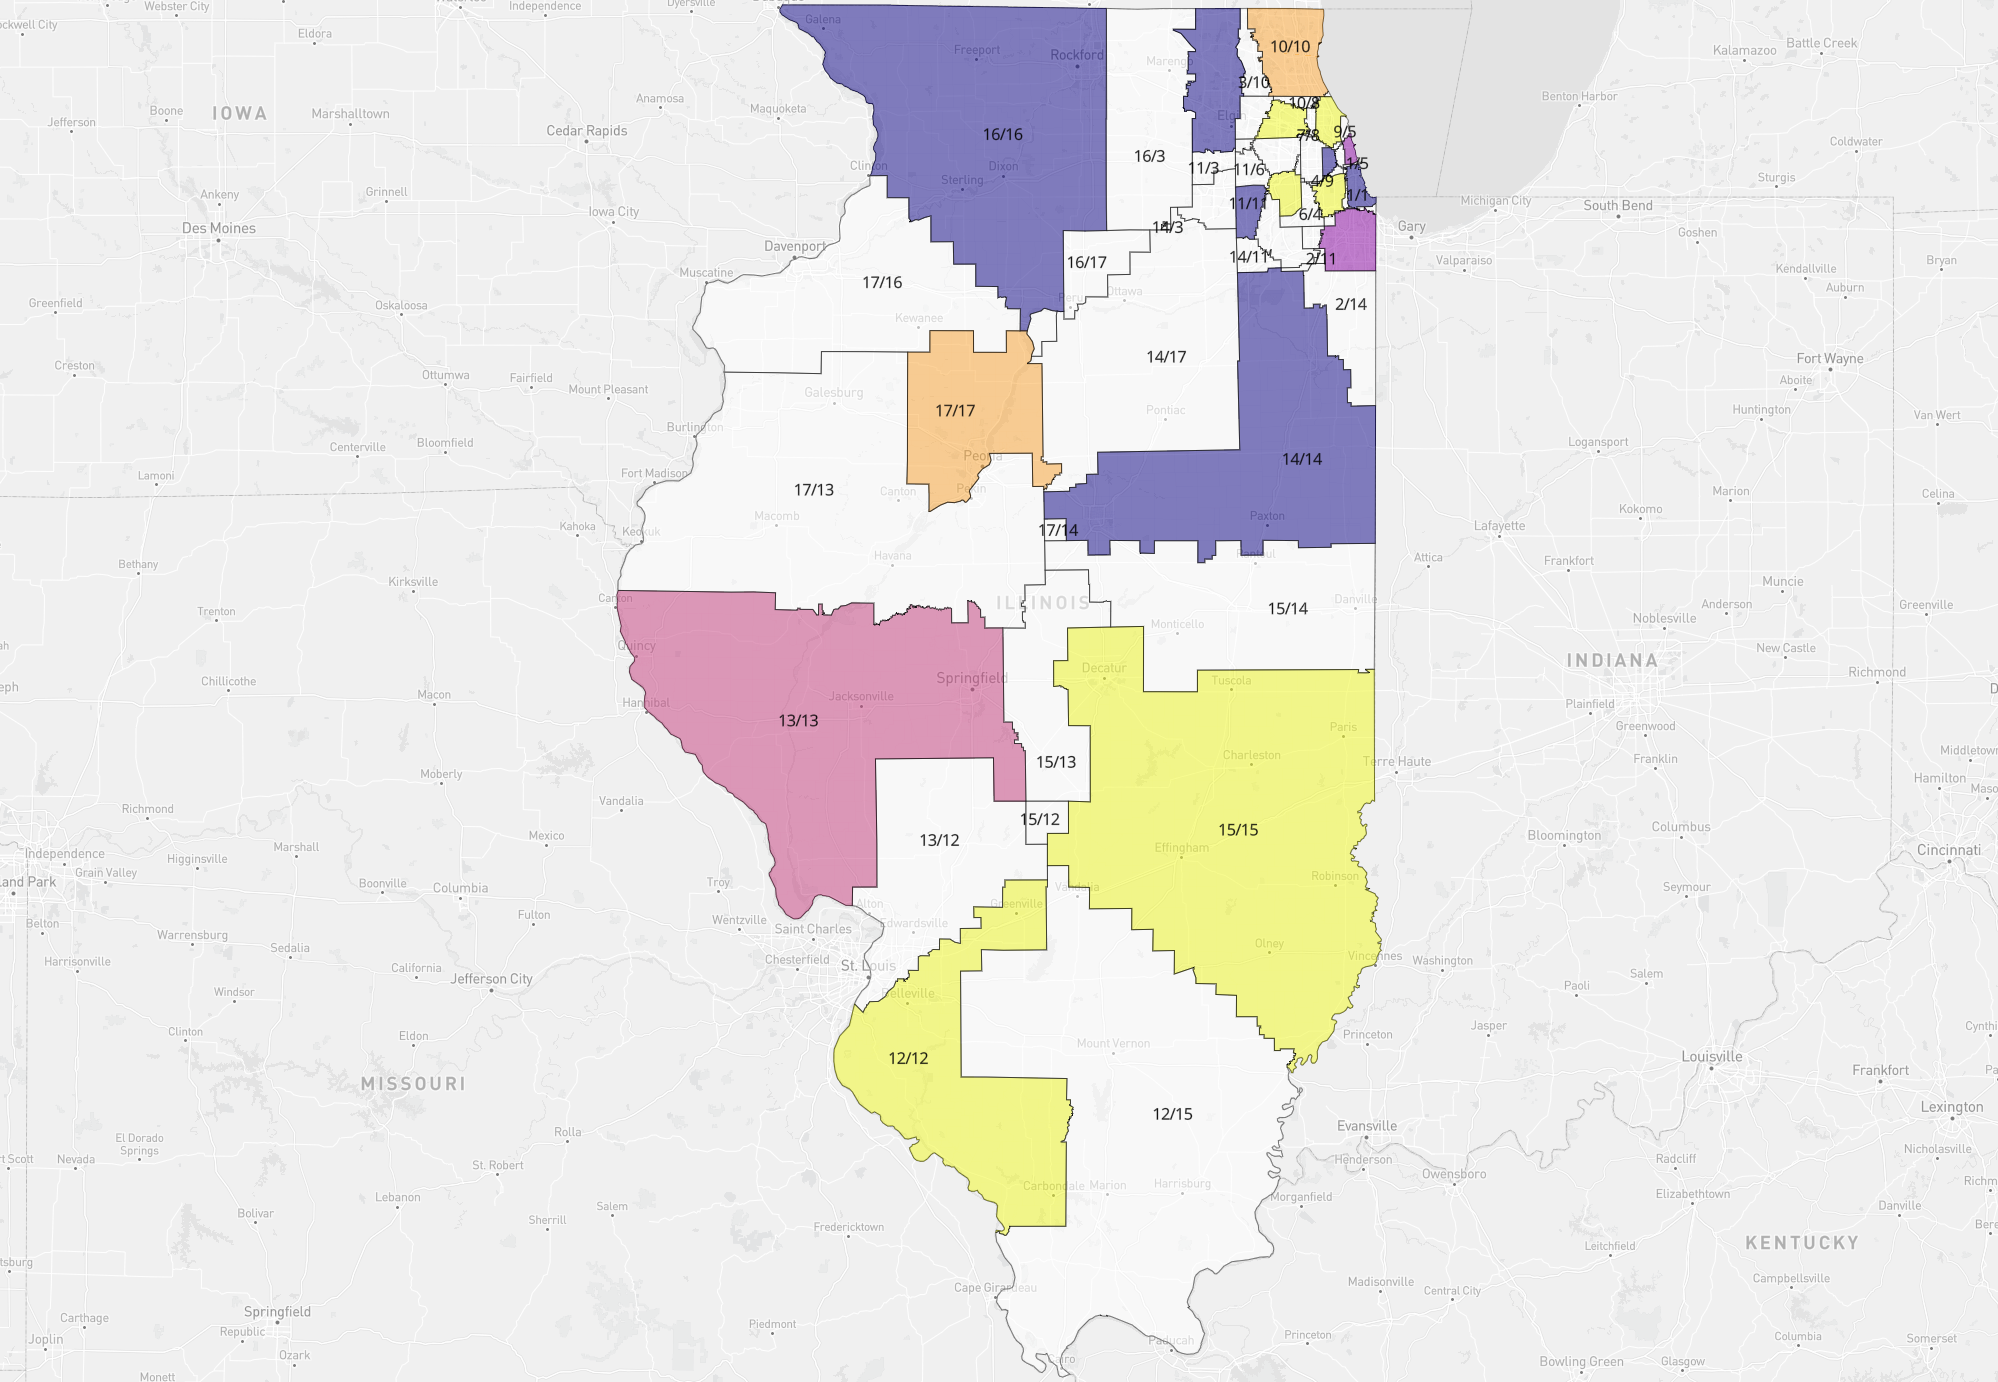 Webster City
Independence
Dyersville
Galena
Rockwell City
Eldora
Freeport
Rockford
Marengo
10/10
Kalamazoo
Battle Creek
3/10
Anamosa
Maquoketa
Boone
Ames
Marshalltown
IOWA
Jefferson
Cedar Rapids
16/16
Elgin
10/8
Benton Harbor
7/8
9/5
Coldwater
Clinton
Dixon
Sterling
16/3
11/3
11/6
1/5
4/9
Sturgis
Ankeny
Newton
Grinnell
Iowa City
11/11
1/1
6/4
Michigan City
South Bend
Des Moines
Davenport
14/3
Gary
Goshen
Muscatine
17/16
16/17
14/11
2/11
Valparaiso
Kendallville
Bryan
Auburn
Greenfield
Oskaloosa
Peru
Ottawa
Kewanee
2/14
14/17
Fort Wayne
Creston
Ottumwa
Fairfield
Mount Pleasant
Galesburg
Aboite
17/17
Pontiac
Huntington
Van Wert
Burlington
Centerville
Bloomfield
Logansport
Peoria
14/14
Lamoni
Fort Madison
17/13
Canton
Pekin
Marion
Celina
Macomb
Paxton
Kokomo
Kahoka
Keokuk
17/14
Lafayette
Havana
Rantoul
Attica
Frankfort
Bethany
Kirksville
Muncie
Canton
ILLINOIS
15/14
Danville
Anderson
Greenville
Trenton
Monticello
Noblesville
Quincy
New Castle
INDIANA
Decatur
Richmond
Chillicothe
Springfield
Tuscola
Macon
Jacksonville
Hannibal
Plainfield
13/13
Paris
Greenwood
Charleston
15/13
Terre Haute
Franklin
Middletown
Moberly
Hamilton
Vandalia
Richmond
15/12
Mexico
13/12
15/15
Bloomington
Columbus
Marshall
Effingham
Cincinnati
Independence
Higginsville
Grain Valley
Robinson
Overland Park
Boonville
Columbia
Troy
Vandalia
Seymour
Alton
Greenville
Belton
Fulton
Wentzville
Edwardsville
Warrensburg
Saint Charles
Sedalia
Olney
Chesterfield
St. Louis
Vincennes
Washington
Harrisonville
California
Jefferson City
Salem
Windsor
Belleville
Paoli
Clinton
Eldon
Princeton
Jasper
Mount Vernon
12/12
Louisville
Frankfort
MISSOURI
12/15
Lexington
El Dorado
Springs
Rolla
Evansville
Fort Scott
Nevada
St. Robert
Henderson
Radcliff
Nicholasville
Owensboro
Carbondale
Marion
Harrisburg
Lebanon
Morganfield
Elizabethtown
Bolivar
Salem
Danville
Sherrill
Fredericktown
KENTUCKY
Leitchfield
Cape Girardeau
Madisonville
Central City
Campbellsville
Springfield
Carthage
Republic
Piedmont
Princeton
Paducah
Columbia
Somerset
Joplin
Ozark
Cairo
Bowling Green
Glasgow
Monett